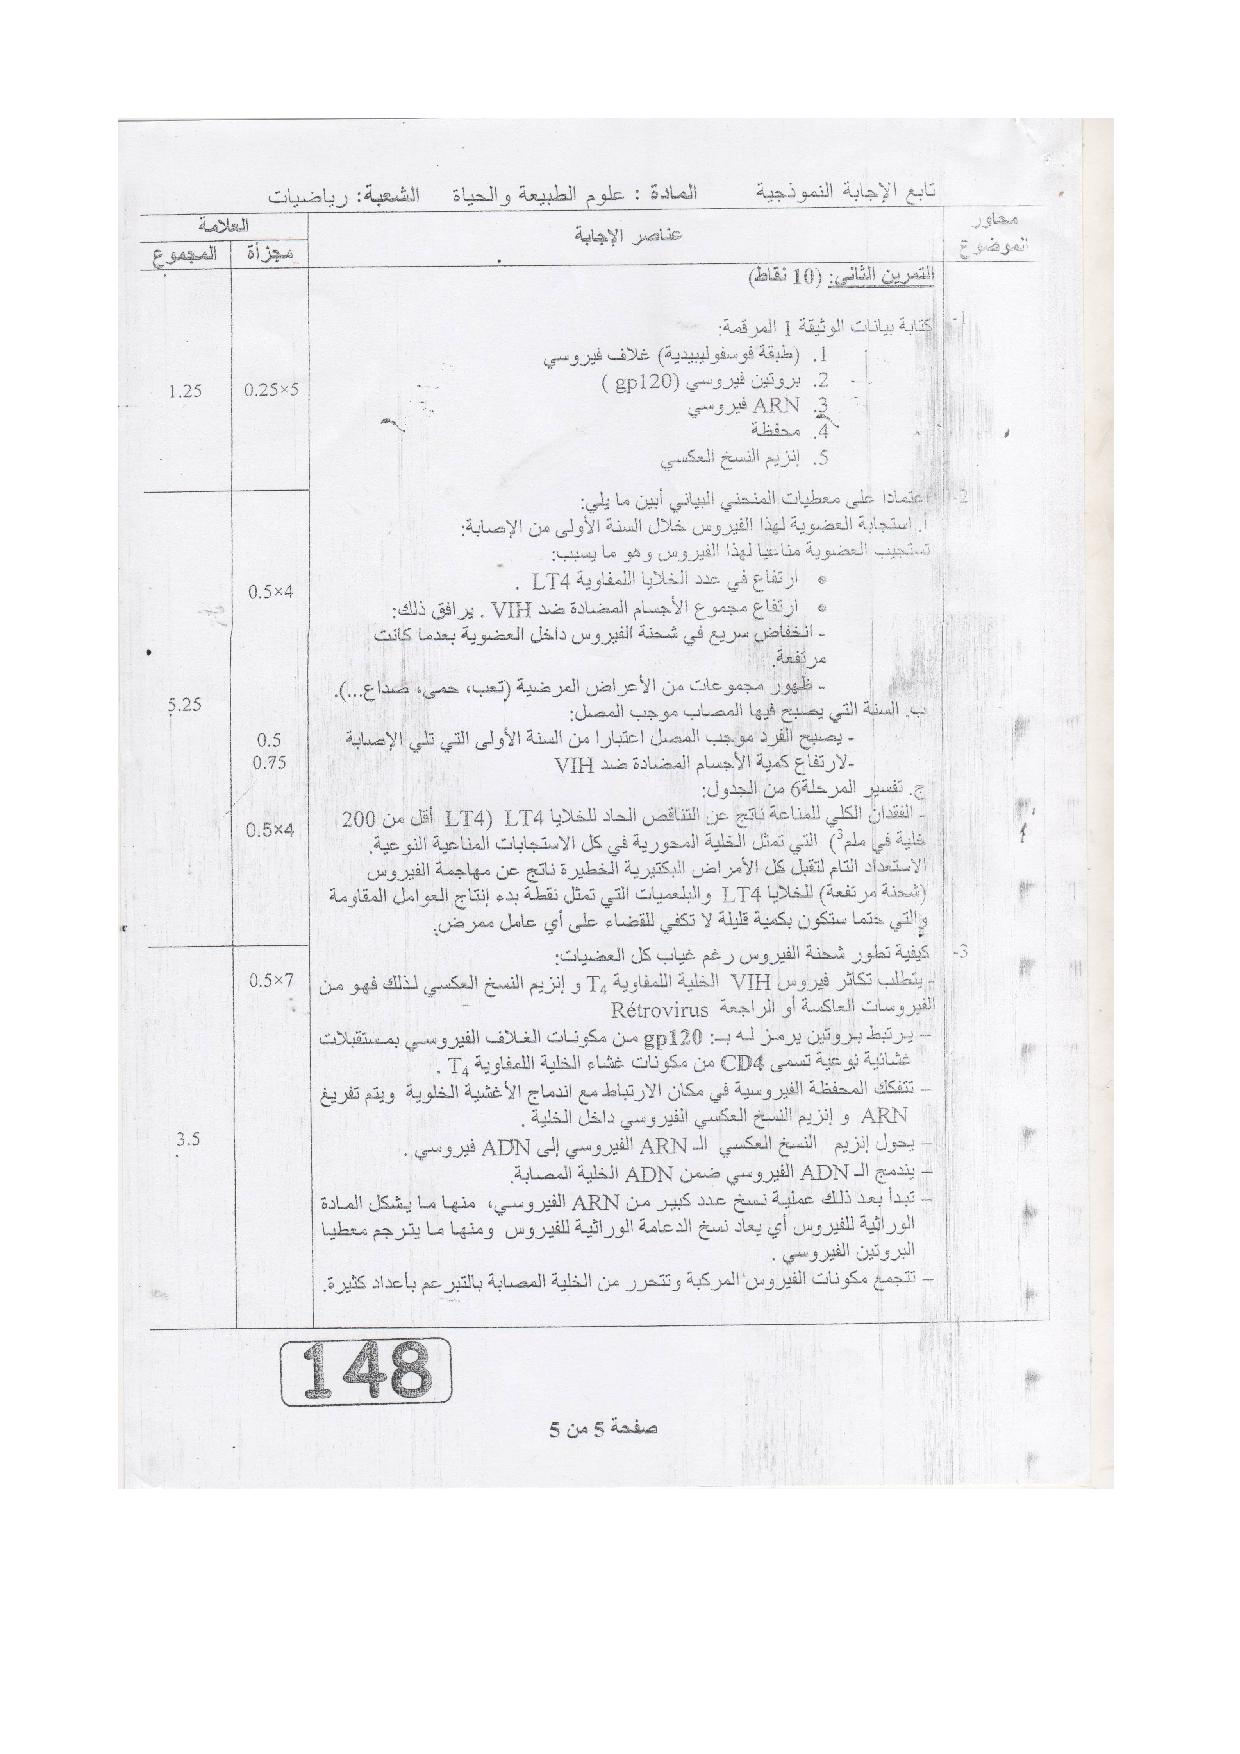 تابع الإجابة النموذجية المادة : علوم الطبيعة والحياة الشعبة: رياضيات
محاور الموضوع
عناصر الإجابة
العلامة
مجزأة المجموع
التمرين الثاني: (10 نقاط)
1- كتابة بيانات الوثيقة 1 المرقمة:
1. (طبقة فوسفوليبيدية) غلاف فيروسي
2. بروتين فيروسي (gp120 )
0.25×5 1.25
3. ARN فيروسي
4. محفظة
5. إنزيم النسخ العكسي
2- اعتمادا على معطيات المنحني البياني أبين ما يلي:
أ. استجابة العضوية لهذا الفيروس خلال السنة الأولى من الإصابة:
تستجيب العضوية مناعيا لهذا الفيروس وهو ما يسبب:
• ارتفاع في عدد الخلايا اللمفاوية LT4 .
0.5×4
• ارتفاع مجموع الأجسام المضادة ضد VIH . يرافق ذلك:
- انخفاض سريع في شحنة الفيروس داخل العضوية بعدما كانت
مرتفعة.
- ظهور مجموعات من الأعراض المرضية (تعب، حمى، صداع...).
5.25
ب. السنة التي يصبح فيها المصاب موجب المصل:
- يصبح الفرد موجب المصل اعتبارا من السنة الأولى التي تلي الإصابة
0.5
-لارتفاع كمية الأجسام المضادة ضد VIH
0.75
ج. تفسير المرحلة6 من الجدول:
- الفقدان الكلي للمناعة ناتج عن التناقص الحاد للخلايا LT4 (LT4 أقل من 200
0.5×4
خلية في ملم3) التي تمثل الخلية المحورية في كل الاستجابات المناعية النوعية.
الاستعداد التام لتقبل كل الأمراض البكتيرية الخطيرة ناتج عن مهاجمة الفيروس
(شحنة مرتفعة) للخلايا LT4 والبلعميات التي تمثل نقطة بدء إنتاج العوامل المقاومة
والتي حتما ستكون بكمية قليلة لا تكفي للقضاء على أي عامل ممرض.
3- كيفية تطور شحنة الفيروس رغم غياب كل العضيات:
- يتطلب تكاثر فيروس VIH الخلية اللمفاوية T4 و إنزيم النسخ العكسي لذلك فهو من
0.5×7
الفيروسات العاكسة أو الراجعة Rétrovirus
– يرتبط بروتين يرمز له بـ: gp120 من مكونات الغلاف الفيروسي بمستقبلات
غشائية نوعية تسمى CD4 من مكونات غشاء الخلية اللمفاوية T4 .
– تتفكك المحفظة الفيروسية في مكان الارتباط مع اندماج الأغشية الخلوية ويتم تفريغ
ARN و إنزيم النسخ العكسي الفيروسي داخل الخلية .
– يحول إنزيم النسخ العكسي الـ ARN الفيروسي إلى ADN فيروسي .
3.5
– يندمج الـ ADN الفيروسي ضمن ADN الخلية المصابة.
– تبدأ بعد ذلك عملية نسخ عدد كبير من ARN الفيروسي، منها ما يشكل المادة
الوراثية للفيروس أي يعاد نسخ الدعامة الوراثية للفيروس ومنها ما يترجم معطيا
البروتين الفيروسي .
– تتجمع مكونات الفيروس المركبة وتتحرر من الخلية المصابة بالتبرعم بأعداد كثيرة.
148
صفحة 5 من 5